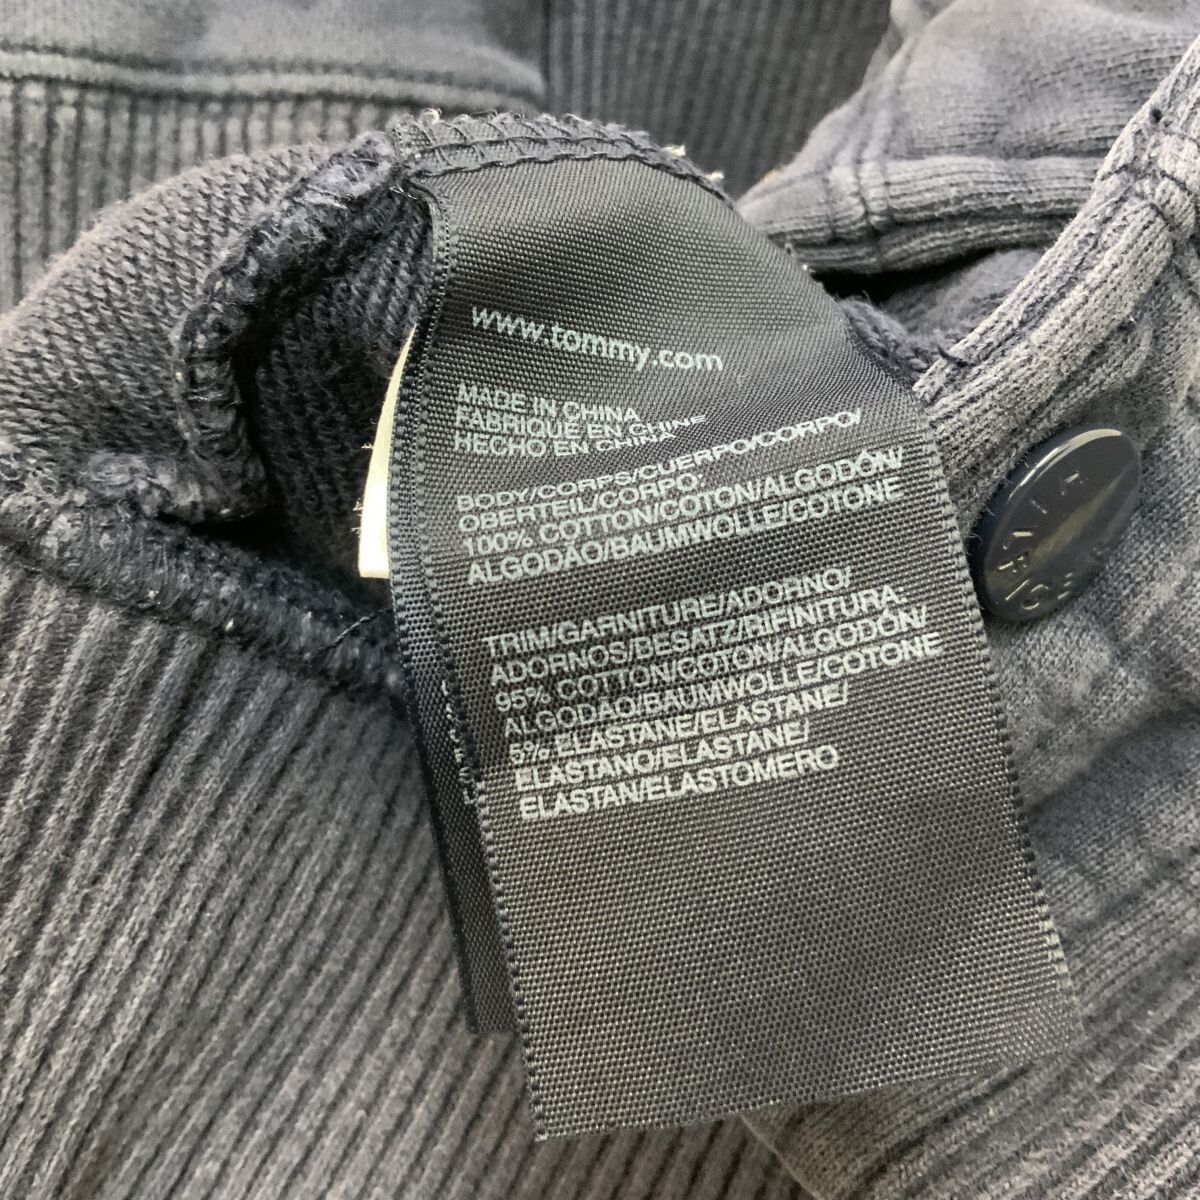 www.tommy.com
MADE IN CHINA
FABRIQUE EN CHINE
HECHO EN CHINA
BODY/CORPS/CUERPO/CORPO/
OBERTEIL/CORPO:
100% COTTON/COTON/ALGODÓN/
ALGODÃO/BAUMWOLLE/COTONE
TRIM/GARNITURE/ADORNO/
ADORNOS/BESATZ/RIFINITURA
95% COTTON/COTON/ALGODÓN/
ALGODAO/BAUMWOLLE/COTONE
5% ELASTANE/ELASTANE/
ELASTANO/ELASTANE/
ELASTAN/ELASTOMERO